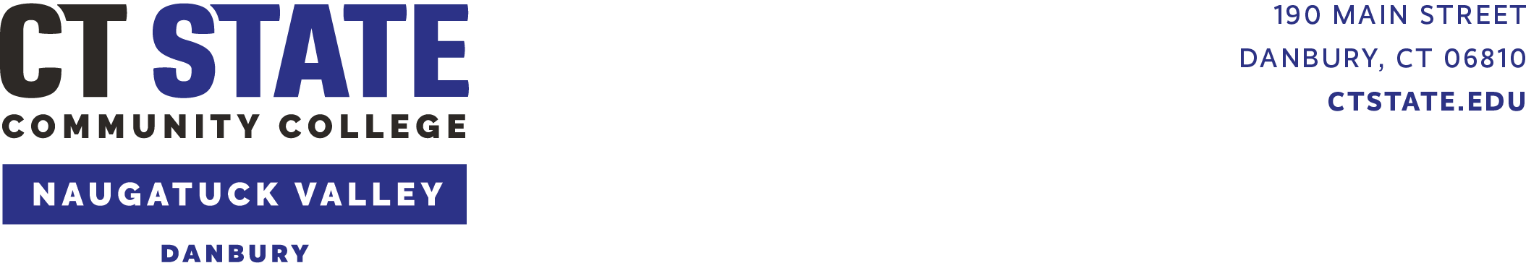 CT STATE
COMMUNITY COLLEGE
NAUGATUCK VALLEY
DANBURY
190 MAIN STREET
DANBURY, CT 06810
CTSTATE.EDU